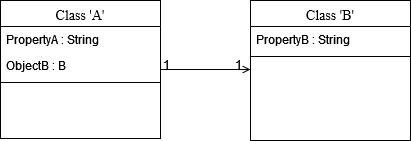 Class 'A'
PropertyA : String
ObjectB : B
1
1
Class 'B'
PropertyB : String